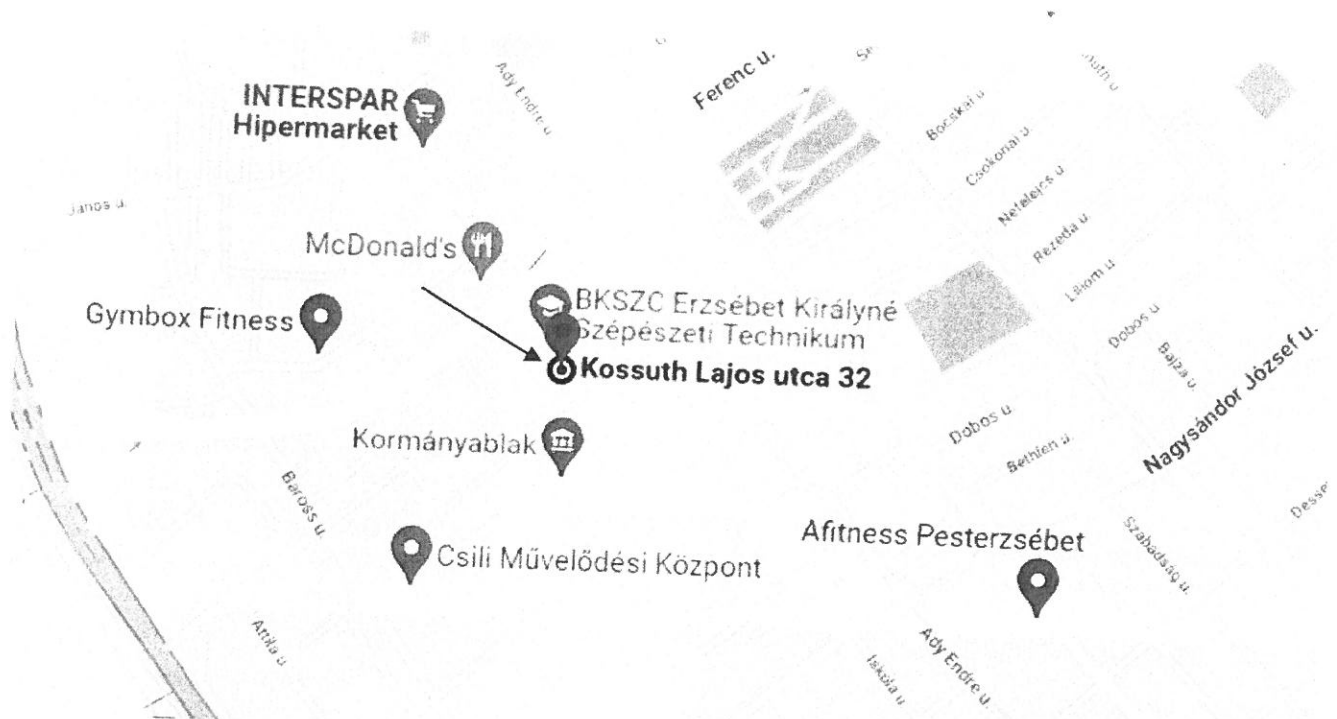 Ady Endre u.
Ferenc u.
INTERSPAR
Hipermarket
Bocskai u.
Csokonai u.
Nefelejcs u.
Rezeda u.
Liliom u.
János u.
McDonald's
BKSZC Erzsébet Királyné
Szépészeti Technikum
Gymbox Fitness
Kossuth Lajos utca 32
Dobos u.
Bajza u.
Nagysándor József u.
Kormányablak
Dobos u.
Bethlen u.
Baross u.
Csili Művelődési Központ
Afitness Pesterzsébet
Szabadság u.
Attila u.
Ady Endre u.
Iskola u.